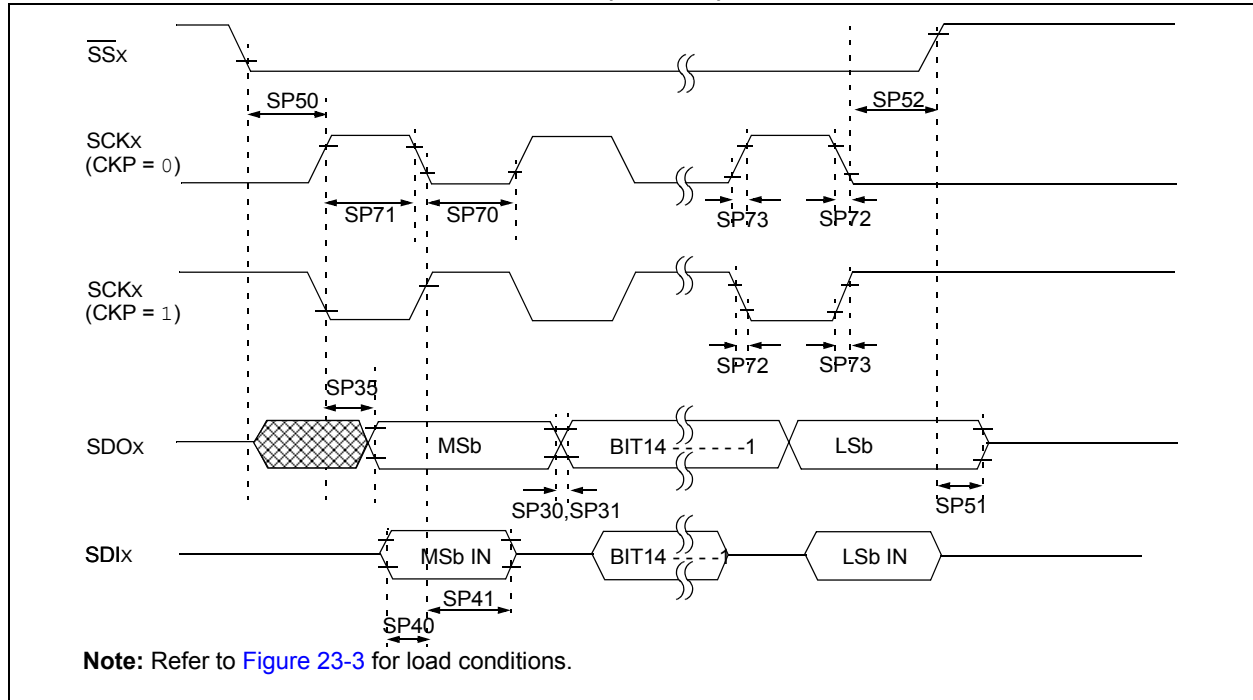 SSx
SP50
SP52
SCKx
(CKP = 0)
SP71
SP70
SP73
SP72
SCKx
(CKP = 1)
SP72
SP73
SP35
SDOx
MSb
BIT14 - - - - - -1
LSb
SP30,SP31
SP51
SDIx
MSb IN
BIT14 - - - - -1
LSb IN
SP41
SP40
Note: Refer to Figure 23-3 for load conditions.